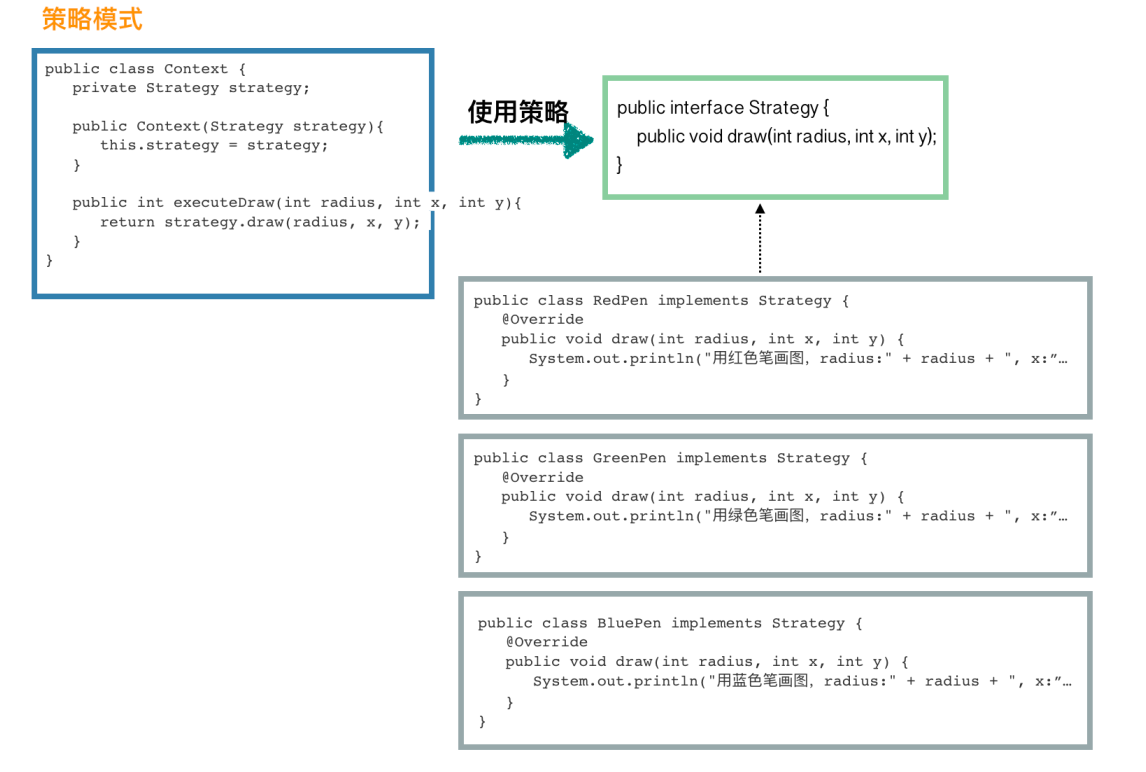 策略模式
public class Context {
private Strategy strategy;
public Context(Strategy strategy){
this.strategy = strategy;
}
public int executeDraw(int radius, int x, int y){
return strategy.draw(radius, x, y);
}
}
使用策略
public interface Strategy {
public void draw(int radius, int x, int y);
}
public class RedPen implements Strategy {
@Override
public void draw(int radius, int x, int y) {
System.out.println("用红色笔画图，radius:" + radius + ", x:”…
}
}
public class GreenPen implements Strategy {
@Override
public void draw(int radius, int x, int y) {
System.out.println("用绿色笔画图，radius:" + radius + ", x:”…
}
}
public class BluePen implements Strategy {
@Override
public void draw(int radius, int x, int y) {
System.out.println("用蓝色笔画图，radius:" + radius + ", x:”…
}
}